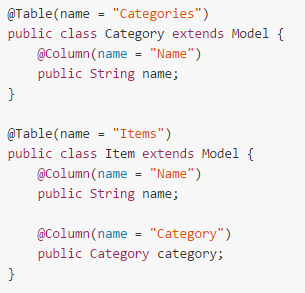 @Table(name = "Categories")
public class Category extends Model {
    @Column(name = "Name")
    public String name;
}
@Table(name = "Items")
public class Item extends Model {
    @Column(name = "Name")
    public String name;
    @Column(name = "Category")
    public Category category;
}